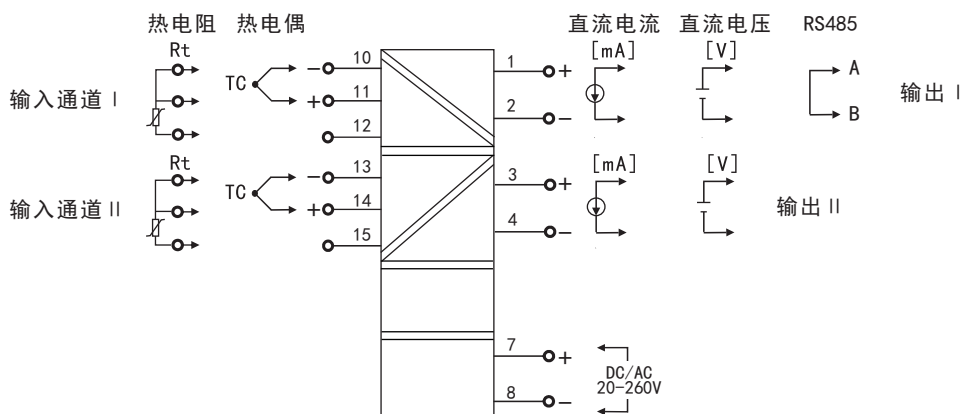 热电阻 热电偶 直流电流 直流电压 RS485
Rt [mA] [V]
TC − 10 1 + A
输入通道 I + 11 2 − B 输出 I
12
Rt 13 [mA] [V]
TC − 3 +
输入通道 II + 14 4 − 输出 II
15
7 +
DC/AC
20-260V
8 −